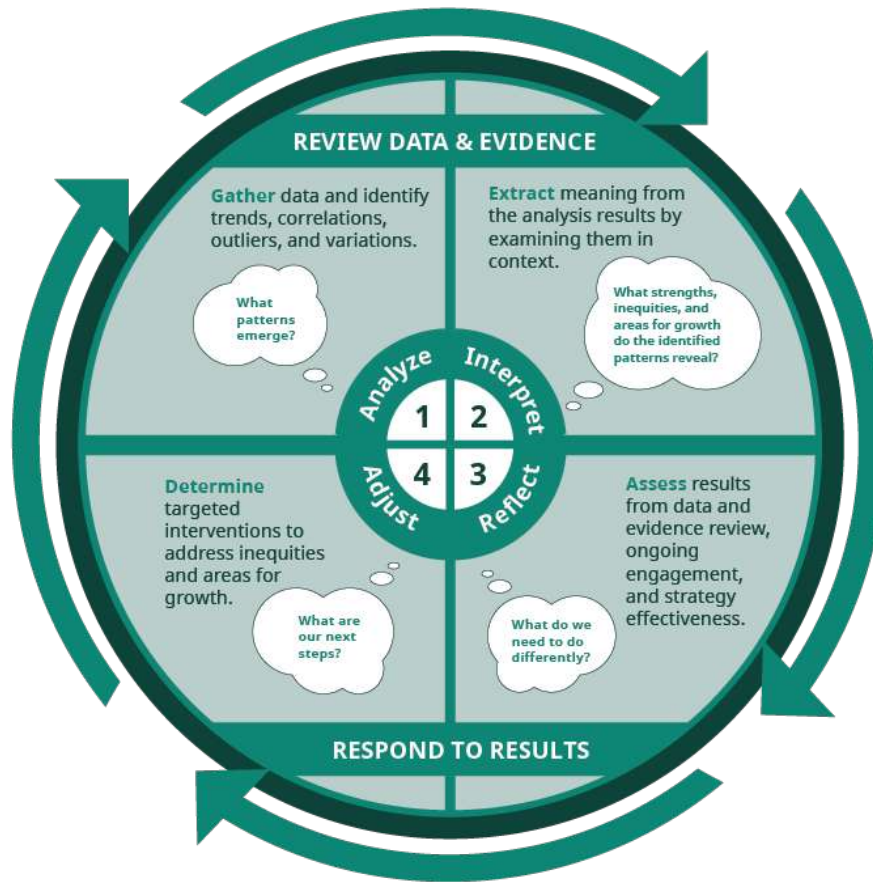 REVIEW DATA & EVIDENCE
Gather data and identify
trends, correlations,
outliers, and variations.
What
patterns
emerge?
Extract meaning from
the analysis results by
examining them in
context.
What strengths,
inequities, and
areas for growth
do the identified
patterns reveal?
Analyze
Interpret
1
2
4
3
Adjust
Reflect
Determine
targeted
interventions to
address inequities
and areas for
growth.
What are
our next
steps?
Assess results
from data and
evidence review,
ongoing
engagement,
and strategy
effectiveness.
What do we
need to do
differently?
RESPOND TO RESULTS